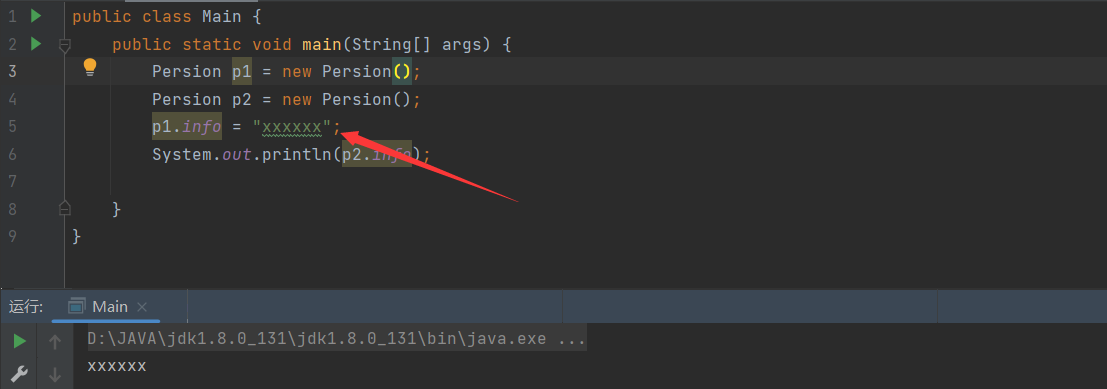 1 public class Main {
2 public static void main(String[] args) {
3 Persion p1 = new Persion();
4 Persion p2 = new Persion();
5 p1.info = "xxxxxx";
6 System.out.println(p2.info);
7
8 }
9 }
运行: Main ×
D:\JAVA\jdk1.8.0_131\jdk1.8.0_131\bin\java.exe ...
xxxxxx